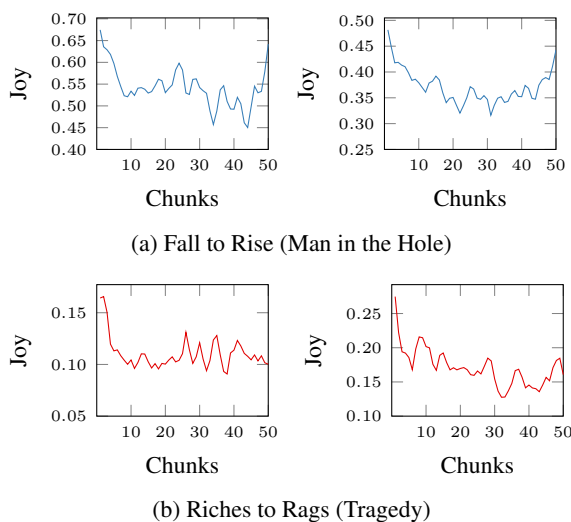 0.70
0.65
0.60
0.55
0.50
0.45
0.40
Joy
10 20 30 40 50
Chunks
0.50
0.45
0.40
0.35
0.30
0.25
Joy
10 20 30 40 50
Chunks
(a) Fall to Rise (Man in the Hole)
0.15
0.10
0.05
Joy
10 20 30 40 50
Chunks
0.25
0.20
0.15
0.10
Joy
10 20 30 40 50
Chunks
(b) Riches to Rags (Tragedy)